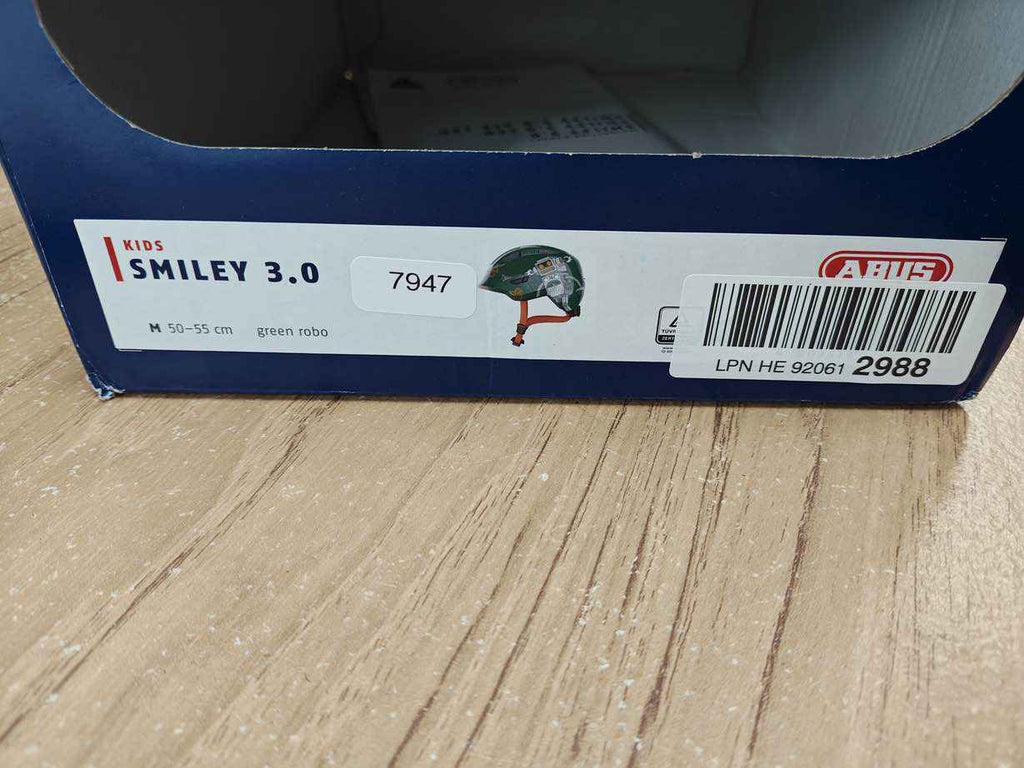 KIDS
SMILEY 3.0
7947
ABUS
M 50–55 cm green robo
LPN HE 92061 2988